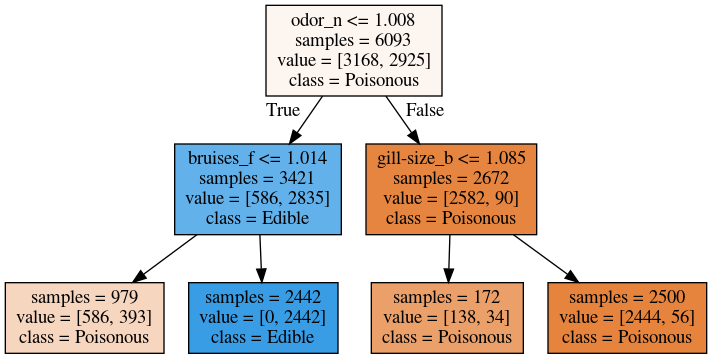 odor_n <= 1.008
samples = 6093
value = [3168, 2925]
class = Poisonous
True
False
bruises_f <= 1.014
samples = 3421
value = [586, 2835]
class = Edible
gill-size_b <= 1.085
samples = 2672
value = [2582, 90]
class = Poisonous
samples = 979
value = [586, 393]
class = Poisonous
samples = 2442
value = [0, 2442]
class = Edible
samples = 172
value = [138, 34]
class = Poisonous
samples = 2500
value = [2444, 56]
class = Poisonous